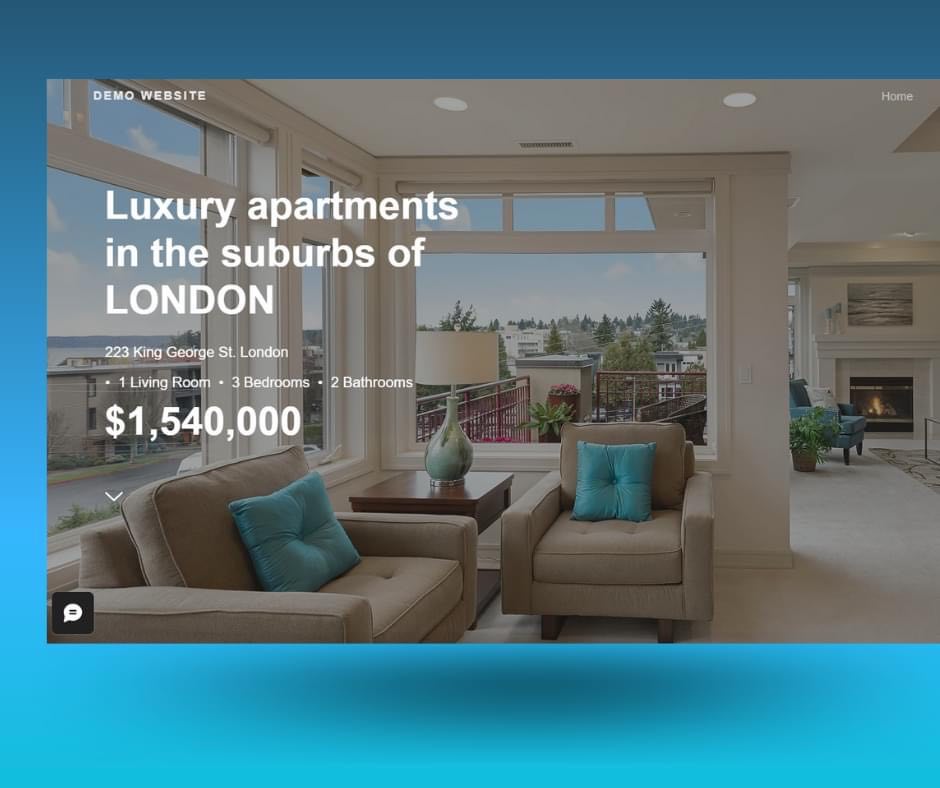 DEMO WEBSITE
Home
Luxury apartments
in the suburbs of
LONDON
223 King George St. London
• 1 Living Room • 3 Bedrooms • 2 Bathrooms
$1,540,000